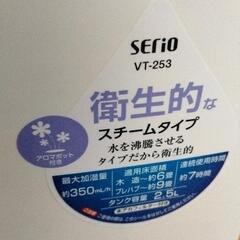 SERiO
VT-253
衛生的な
スチームタイプ
水を沸騰させる
タイプだから衛生的
アロマポット
付き
最大加湿量
約350mL/h
適用床面積
木造～約6畳
プレハブ～約9畳
タンク容量 2.5L
連続使用時間
約7時間